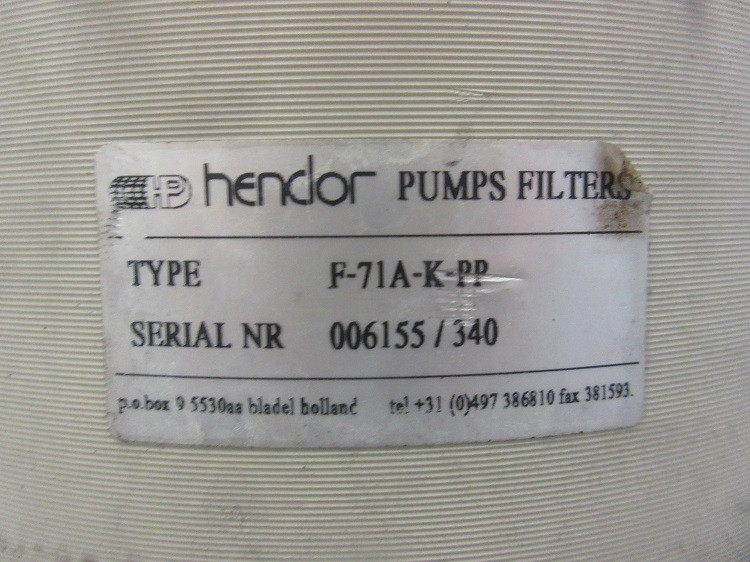 HP hendor PUMPS FILTERS
TYPE F-71A-K-PP
SERIAL NR 006155 / 340
p.o.box 9 5530aa bladel holland tel +31 (0)497 386810 fax 381593.